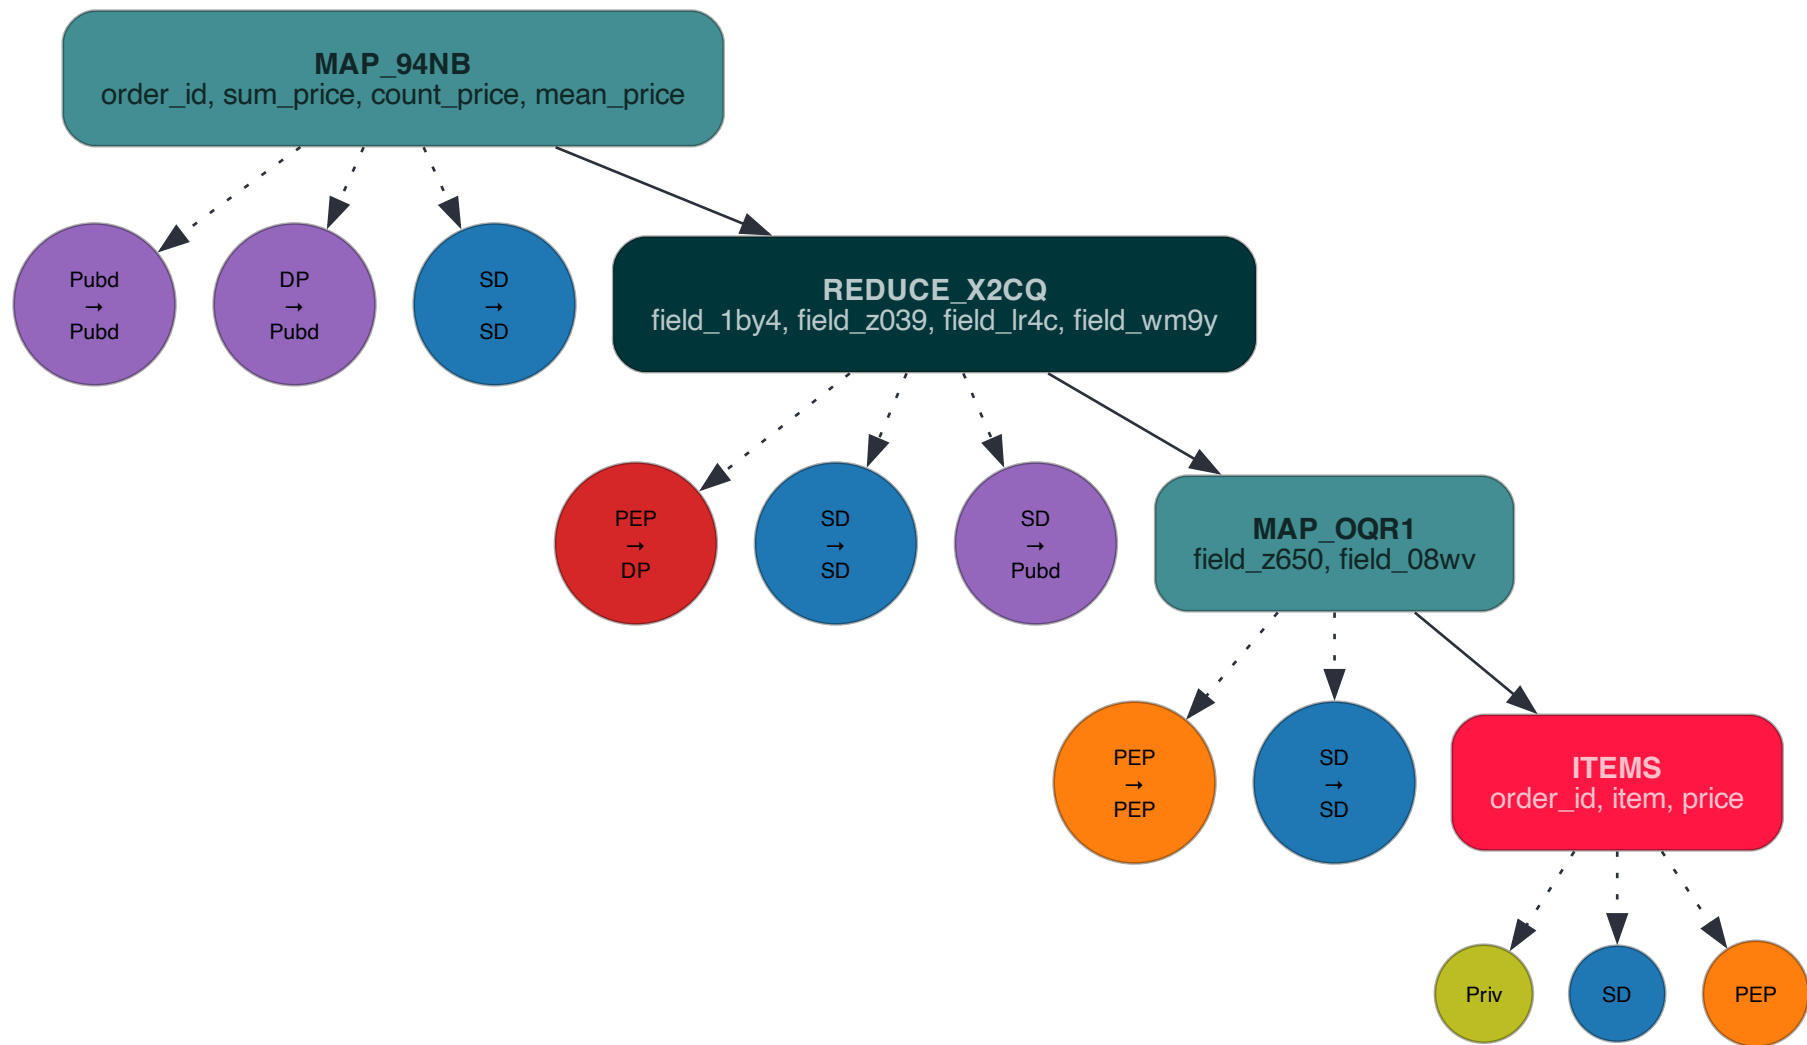 MAP_94NB
order_id, sum_price, count_price, mean_price
Pubd
→
Pubd
DP
→
Pubd
SD
→
SD
REDUCE_X2CQ
field_1by4, field_z039, field_lr4c, field_wm9y
PEP
→
DP
SD
→
SD
SD
→
Pubd
MAP_OQR1
field_z650, field_08wv
PEP
→
PEP
SD
→
SD
ITEMS
order_id, item, price
Priv
SD
PEP